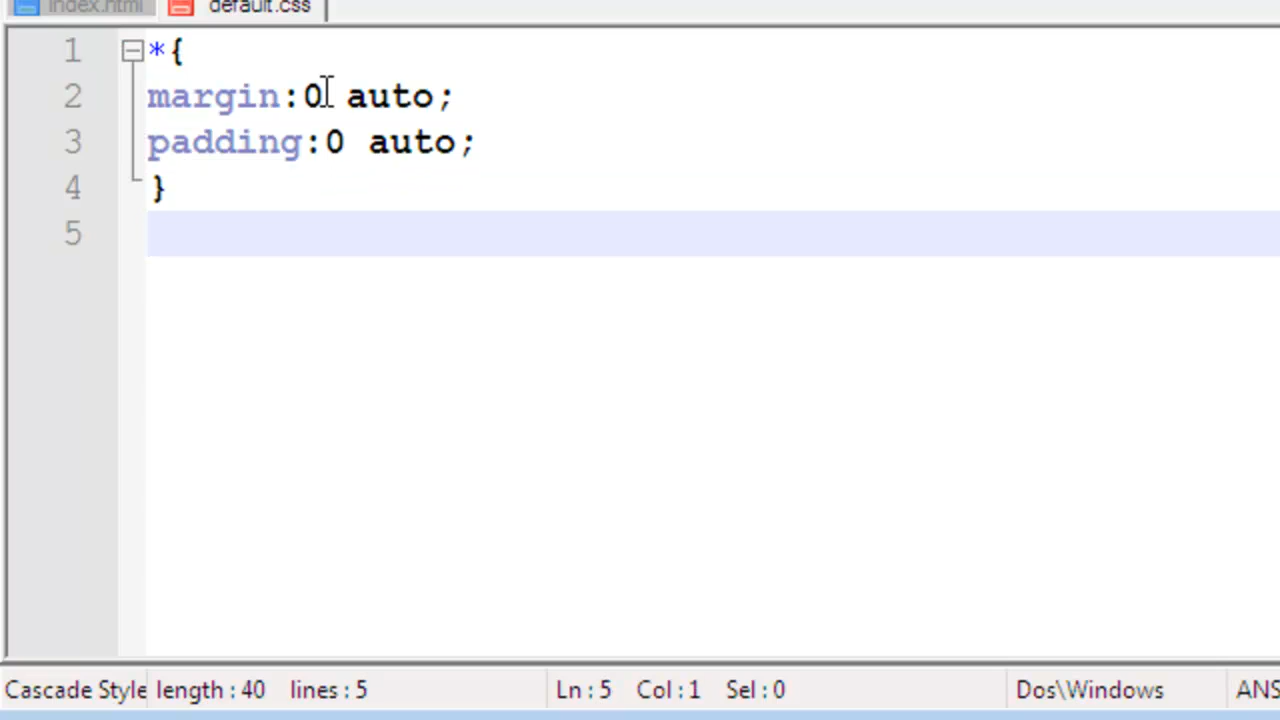 index.html default.css
1 *{
2 margin:0 auto;
3 padding:0 auto;
4 }
5
Cascade Style length : 40 lines : 5 Ln : 5 Col : 1 Sel : 0 Dos\Windows ANS